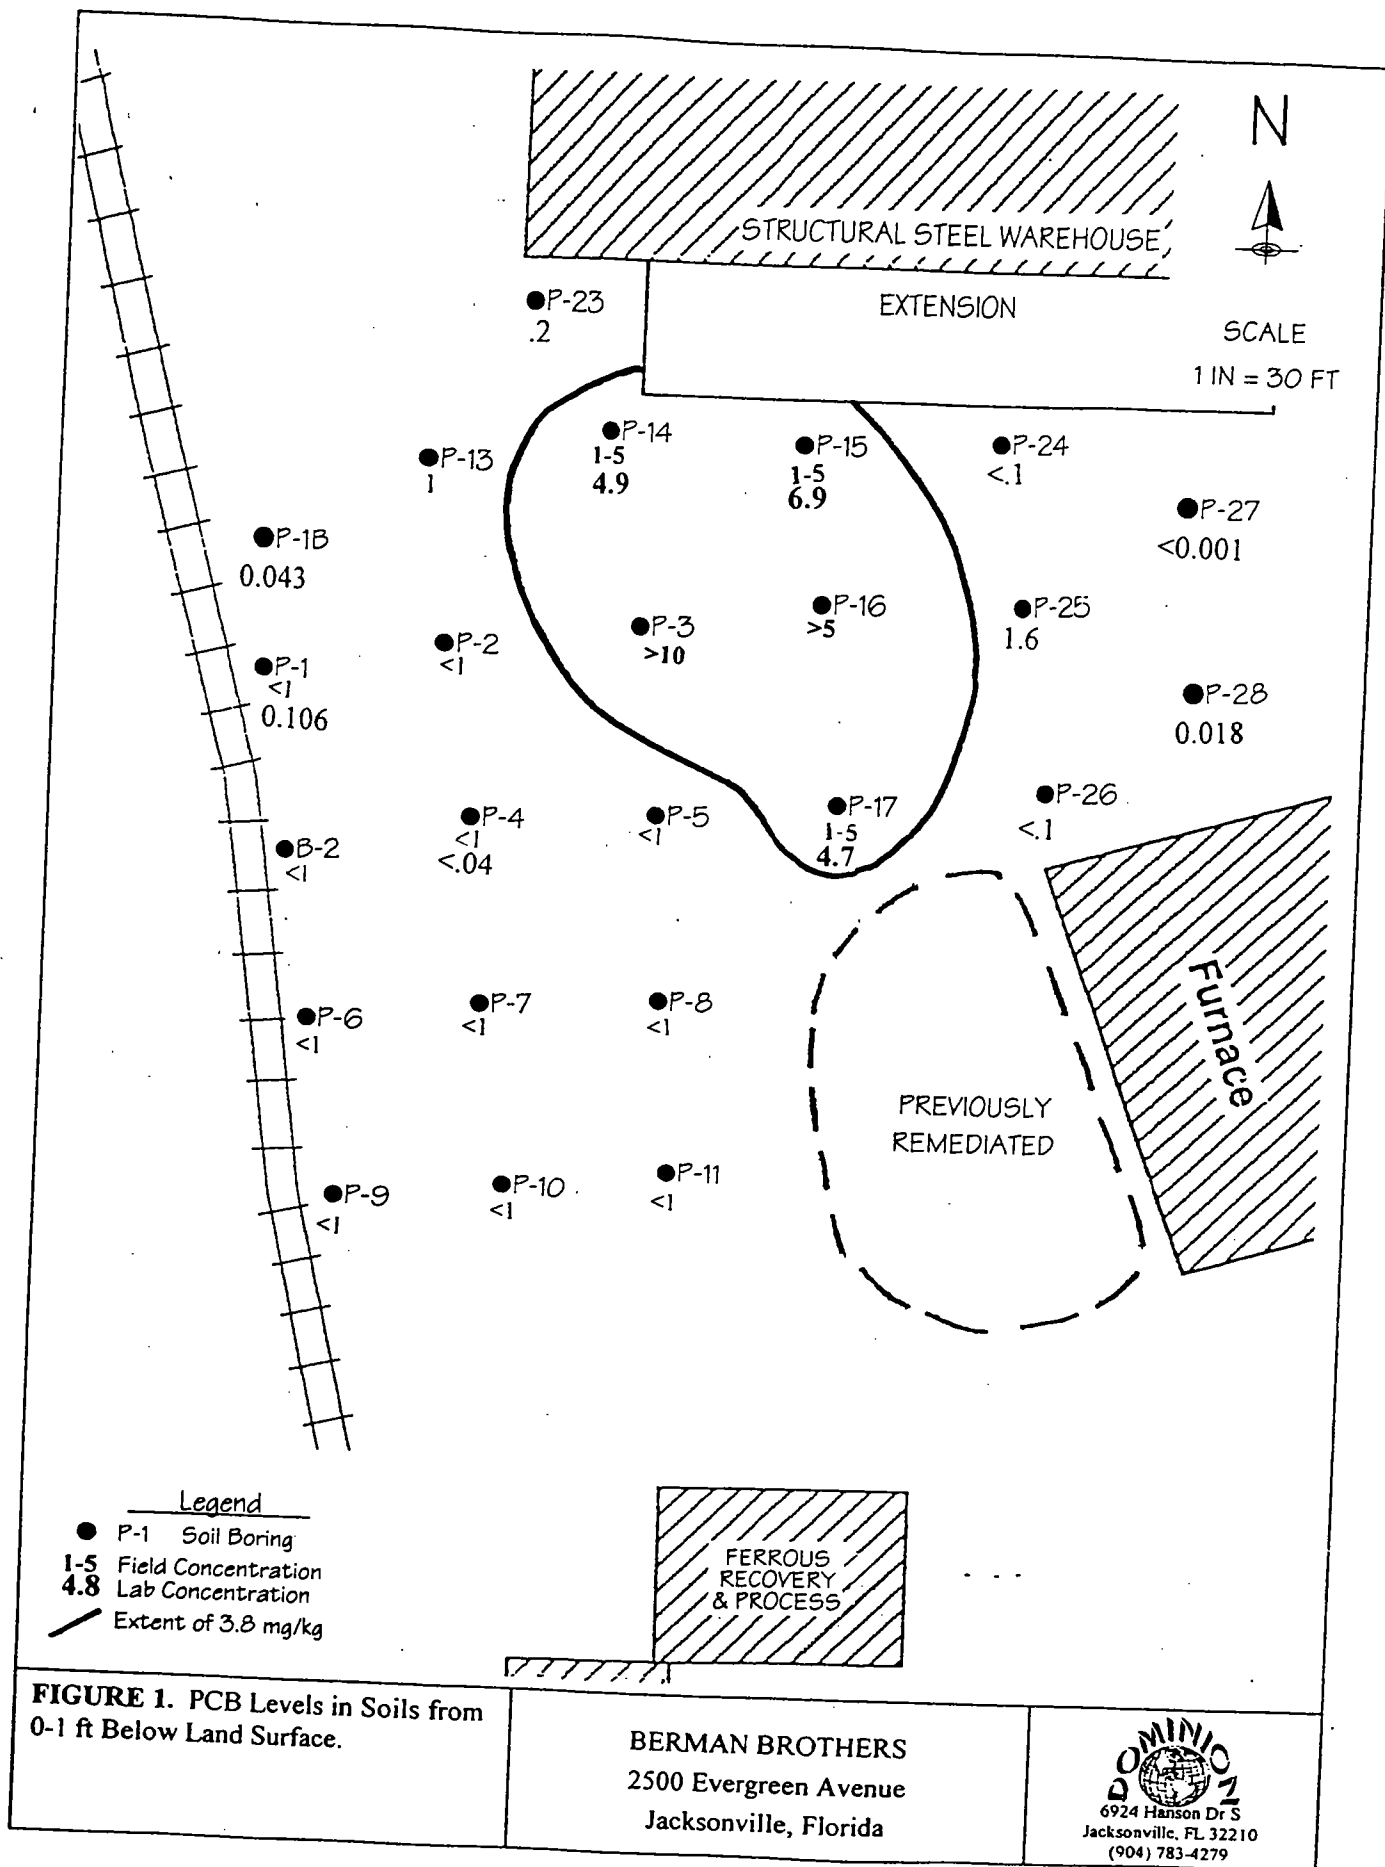 N
STRUCTURAL STEEL WAREHOUSE
EXTENSION
SCALE
1 IN = 30 FT
P-23
.2
P-14
1-5
4.9
P-15
1-5
6.9
P-24
<.1
P-13
1
P-27
<0.001
P-1B
0.043
P-16
>5
P-25
1.6
P-3
>10
P-2
<1
P-1
<1
0.106
P-28
0.018
P-26
<.1
P-17
1-5
4.7
P-4
<1
<.04
P-5
<1
B-2
<1
P-6
<1
P-7
<1
P-8
<1
Furnace
PREVIOUSLY
REMEDIATED
P-9
<1
P-10
<1
P-11
<1
Legend
P-1 Soil Boring
1-5 Field Concentration
4.8 Lab Concentration
Extent of 3.8 mg/kg
FERROUS
RECOVERY
& PROCESS
FIGURE 1. PCB Levels in Soils from
0-1 ft Below Land Surface.
BERMAN BROTHERS
2500 Evergreen Avenue
Jacksonville, Florida
DOMINION
6924 Hanson Dr S
Jacksonville, FL 32210
(904) 783-4279